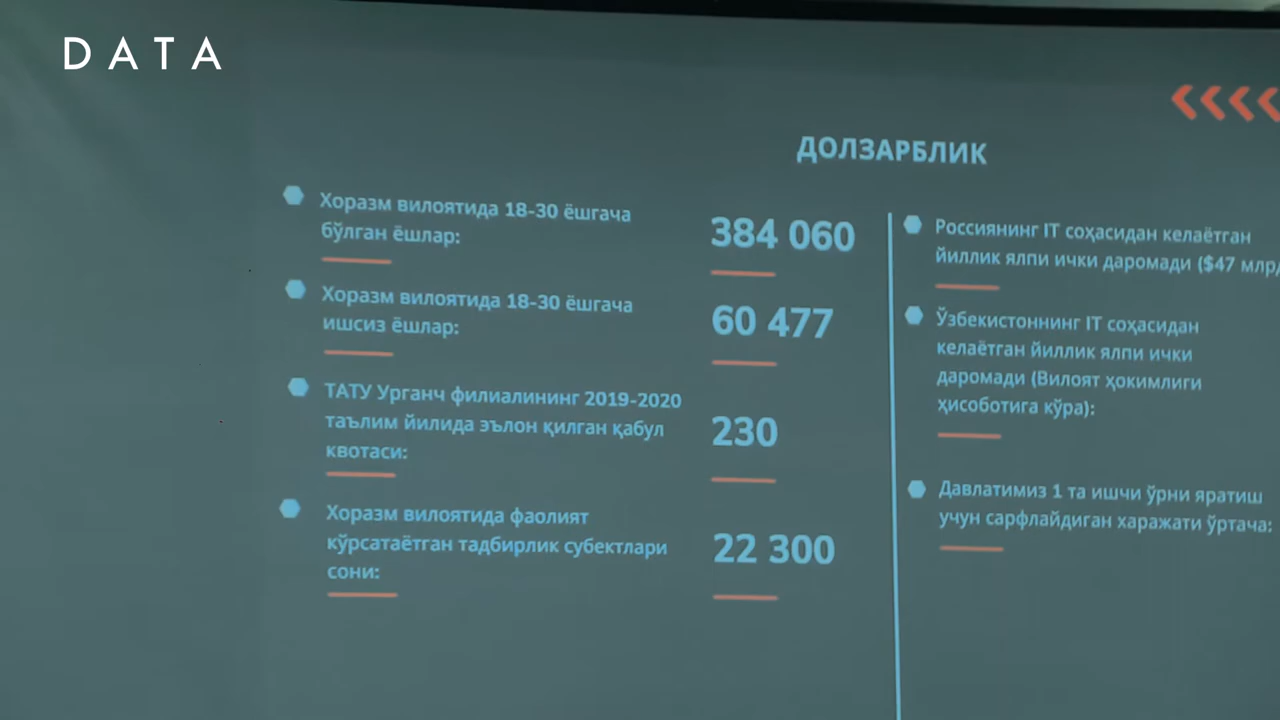 DATA
ДОЛЗАРБЛИК
Хоразм вилоятида 18-30 ёшгача
бўлган ёшлар:
384 060
Хоразм вилоятида 18-30 ёшгача
ишсиз ёшлар:
60 477
ТАТУ Урганч филиалининг 2019-2020
таълим йилида эълон қилган қабул
квотаси:
230
Хоразм вилоятида фаолият
кўрсатаётган тадбирлик субектлари
сони:
22 300
Россиянинг IT соҳасидан келаётган
йиллик ялпи ички даромади ($47 млрд
Ўзбекистоннинг IT соҳасидан
келаётган йиллик ялпи ички
даромади (Вилоят ҳокимлиги
ҳисоботига кўра):
Давлатимиз 1 та ишчи ўрни яратиш
учун сарфлайдиган харажати ўртача: